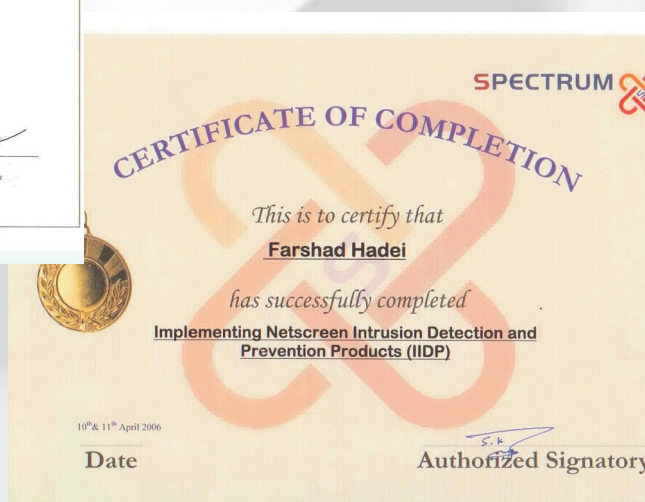 SPECTRUM
CERTIFICATE OF COMPLETION
This is to certify that
Farshad Hadei
has successfully completed
Implementing Netscreen Intrusion Detection and
Prevention Products (IIDP)
10th & 11th April 2006
S.K
Date
Authorized Signatory